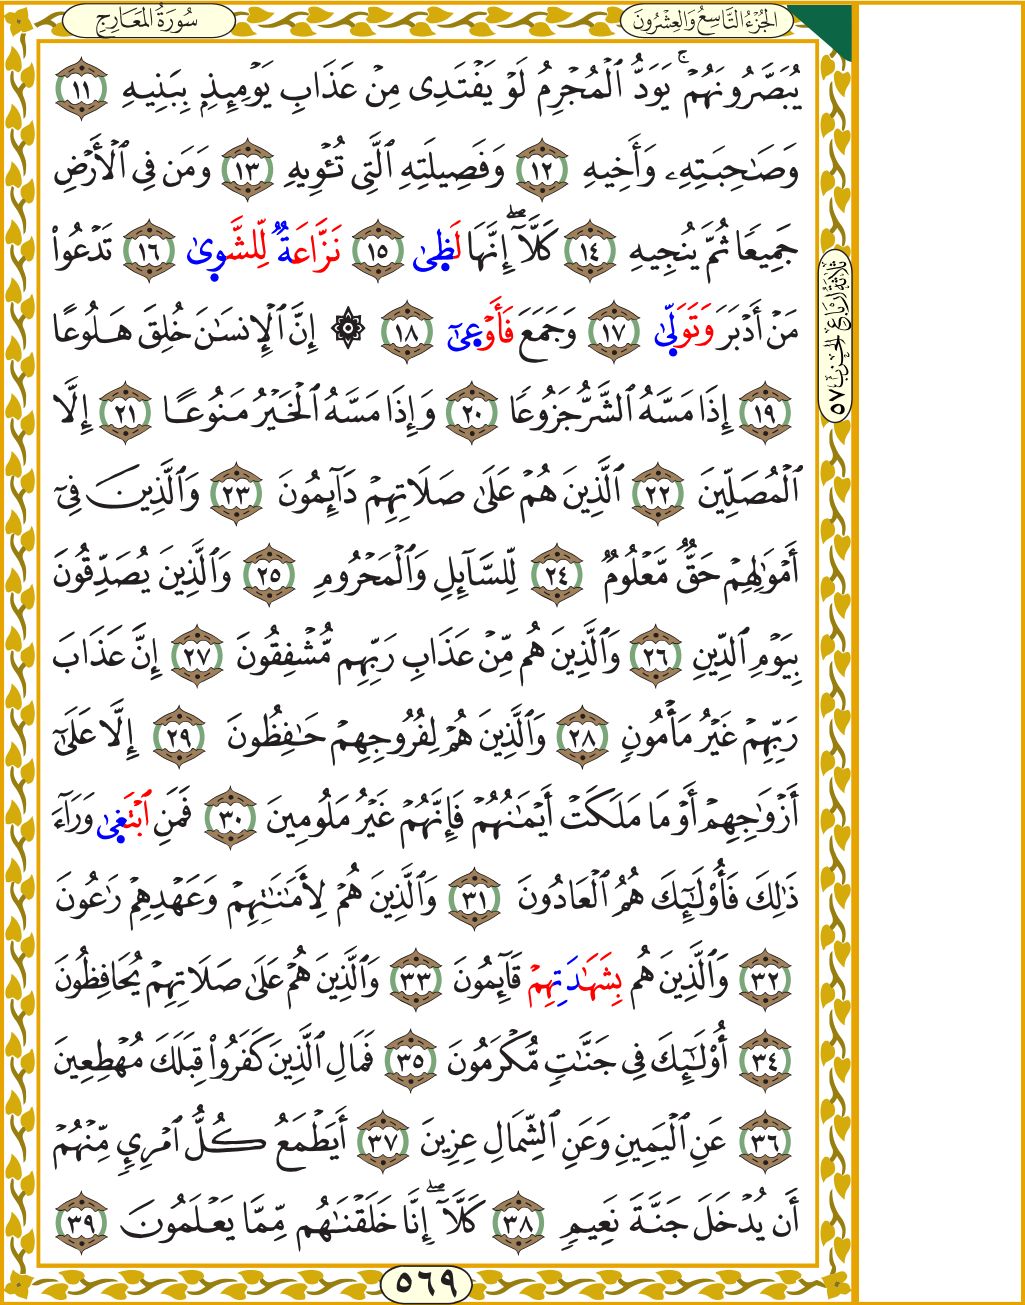 سُورَةُ المَعَارِجِ
الجُزْءُ التَّاسِعُ وَالعِشْرُونَ
يُبَصَّرُونَهُمْۚ يَوَدُّ ٱلْمُجْرِمُ لَوْ يَفْتَدِى مِنْ عَذَابِ يَوْمِئِذِۭ بِبَنِيهِ ١١
وَصَـٰحِبَتِهِۦ وَأَخِيهِ ١٢ وَفَصِيلَتِهِ ٱلَّتِى تُـْٔوِيهِ ١٣ وَمَن فِى ٱلْأَرْضِ
جَمِيعًا ثُمَّ يُنجِيهِ ١٤ كَلَّآۖ إِنَّهَا لَظِىٰ ١٥ نَزَّاعَةٌ لِّلشَّوِىٰ ١٦ تَدْعُوا۟
مَنْ أَدْبَرَ وَتَوَلِّىٰ ١٧ وَجَمَعَ فَأَوْعِىٰٓ ١٨ ۞ إِنَّ ٱلْإِنسَـٰنَ خُلِقَ هَلُوعًا
١٩ إِذَا مَسَّهُ ٱلشَّرُّ جَزُوعًا ٢٠ وَإِذَا مَسَّهُ ٱلْخَيْرُ مَنُوعًا ٢١ إِلَّا
ٱلْمُصَلِّينَ ٢٢ ٱلَّذِينَ هُمْ عَلَىٰ صَلَاتِهِمْ دَآئِمُونَ ٢٣ وَٱلَّذِينَ فِىٓ
أَمْوَٰلِهِمْ حَقٌّ مَّعْلُومٌ ٢٤ لِّلسَّآئِلِ وَٱلْمَحْرُومِ ٢٥ وَٱلَّذِينَ يُصَدِّقُونَ
بِيَوْمِ ٱلدِّينِ ٢٦ وَٱلَّذِينَ هُم مِّنْ عَذَابِ رَبِّهِم مُّشْفِقُونَ ٢٧ إِنَّ عَذَابَ
رَبِّهِمْ غَيْرُ مَأْمُونٍ ٢٨ وَٱلَّذِينَ هُمْ لِفُرُوجِهِمْ حَـٰفِظُونَ ٢٩ إِلَّا عَلَىٰٓ
أَزْوَٰجِهِمْ أَوْ مَا مَلَكَتْ أَيْمَـٰنُهُمْ فَإِنَّهُمْ غَيْرُ مَلُومِينَ ٣٠ فَمَنِ ٱبْتَغِىٰ وَرَآءَ
ذَٰلِكَ فَأُو۟لَـٰٓئِكَ هُمُ ٱلْعَادُونَ ٣١ وَٱلَّذِينَ هُمْ لِأَمَـٰنَـٰتِهِمْ وَعَهْدِهِمْ رَٰعُونَ
٣٢ وَٱلَّذِينَ هُم بِشَهَـٰدَتِهِمْ قَآئِمُونَ ٣٣ وَٱلَّذِينَ هُمْ عَلَىٰ صَلَاتِهِمْ يُحَافِظُونَ
٣٤ أُو۟لَـٰٓئِكَ فِى جَنَّـٰتٍ مُّكْرَمُونَ ٣٥ فَمَالِ ٱلَّذِينَ كَفَرُوا۟ قِبَلَكَ مُهْطِعِينَ
٣٦ عَنِ ٱلْيَمِينِ وَعَنِ ٱلشِّمَالِ عِزِينَ ٣٧ أَيَطْمَعُ كُلُّ ٱمْرِئٍ مِّنْهُمْ
أَن يُدْخَلَ جَنَّةَ نَعِيمٍ ٣٨ كَلَّآۖ إِنَّا خَلَقْنَـٰهُم مِّمَّا يَعْلَمُونَ ٣٩
ثَلَاثَةُ أَرْبَاعِ الحِزْبِ ٥٧
٥٦٩